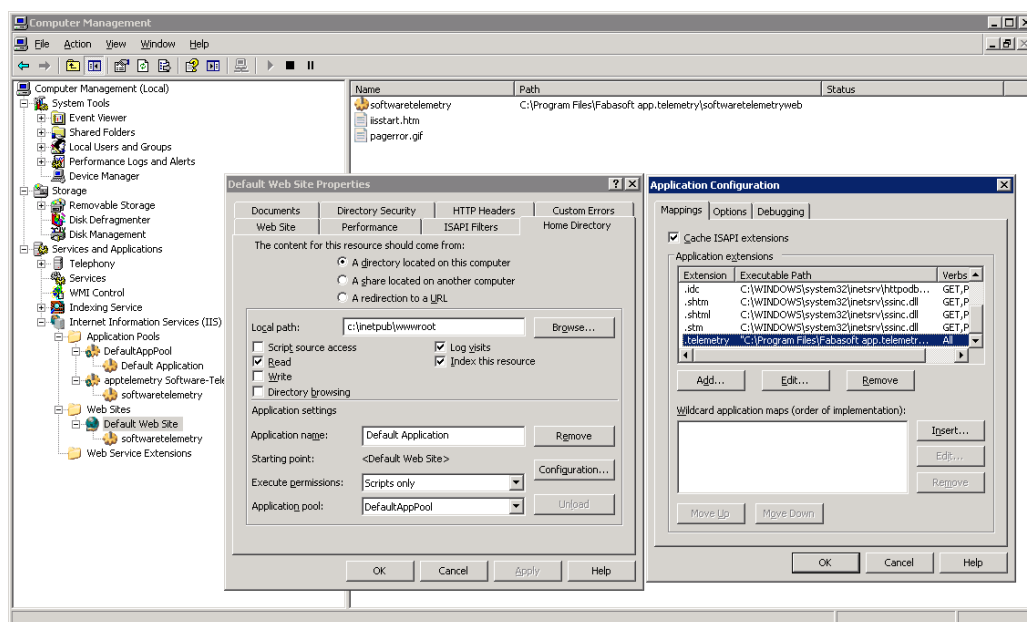 Computer Management
File Action View Window Help
Computer Management (Local)
System Tools
Event Viewer
Shared Folders
Local Users and Groups
Performance Logs and Alerts
Device Manager
Storage
Removable Storage
Disk Defragmenter
Disk Management
Services and Applications
Telephony
Services
WMI Control
Indexing Service
Internet Information Services (IIS)
Application Pools
DefaultAppPool
Default Application
apptelemetry Software-Tele
softwaretelemetry
Web Sites
Default Web Site
softwaretelemetry
Web Service Extensions
Name Path Status
softwaretelemetry C:\Program Files\Fabasoft app.telemetry\softwaretelemetryweb
iisstart.htm
pagerror.gif
Default Web Site Properties
Documents Directory Security HTTP Headers Custom Errors
Web Site Performance ISAPI Filters Home Directory
The content for this resource should come from:
A directory located on this computer
A share located on another computer
A redirection to a URL
Local path: c:\inetpub\wwwroot Browse...
Script source access Log visits
Read Index this resource
Write
Directory browsing
Application settings
Application name: Default Application Remove
Starting point: <Default Web Site>
Configuration...
Execute permissions: Scripts only
Application pool: DefaultAppPool Unload
OK Cancel Apply Help
Application Configuration
Mappings Options Debugging
Cache ISAPI extensions
Application extensions
Extension Executable Path Verbs
.idc C:\WINDOWS\system32\inetsrv\httpodb... GET,P
.shtm C:\WINDOWS\system32\inetsrv\ssinc.dll GET,P
.shtml C:\WINDOWS\system32\inetsrv\ssinc.dll GET,P
.stm C:\WINDOWS\system32\inetsrv\ssinc.dll GET,P
.telemetry "C:\Program Files\Fabasoft app.telemetr... All
Add... Edit... Remove
Wildcard application maps (order of implementation):
Insert...
Edit...
Remove
Move Up Move Down
OK Cancel Help